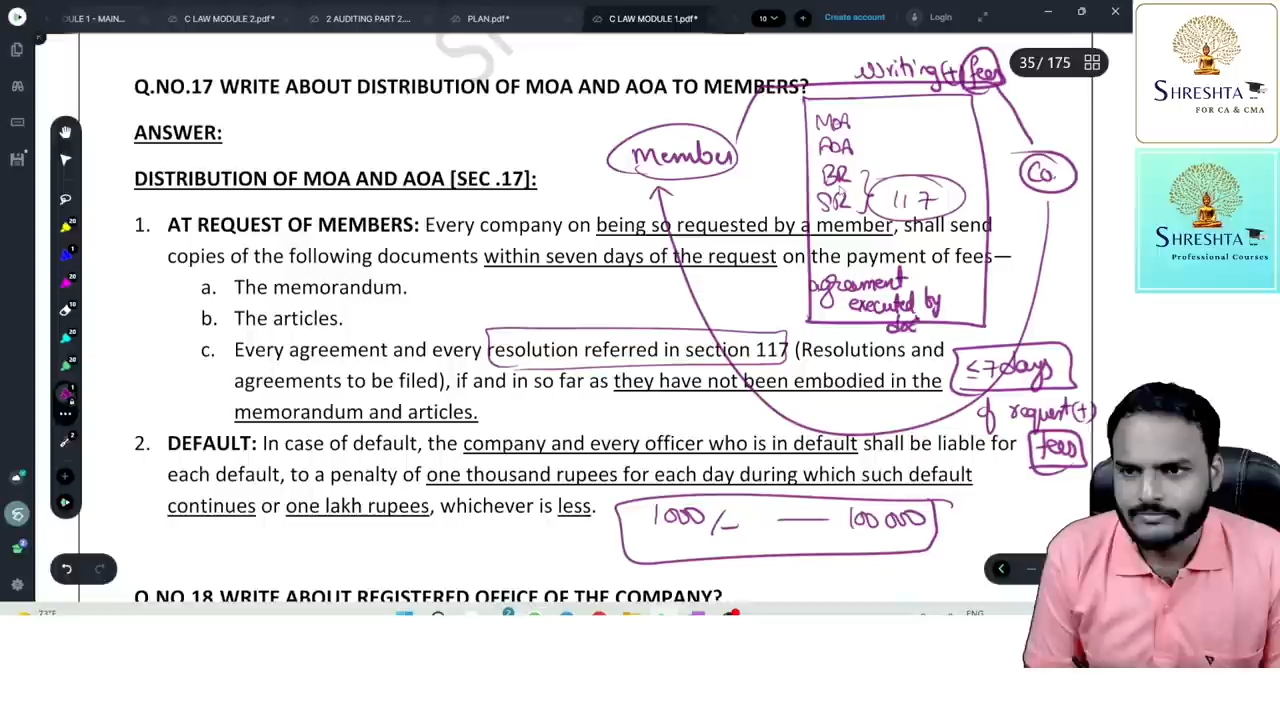 DULE 1 - MAIN...
C LAW MODULE 2.pdf*
2 AUDITING PART 2....
PLAN.pdf*
C LAW MODULE 1.pdf*
10
Create account
Login
35 / 175
Writing(+) fees
Q.NO.17 WRITE ABOUT DISTRIBUTION OF MOA AND AOA TO MEMBERS?
ANSWER:
DISTRIBUTION OF MOA AND AOA [SEC .17]:
Member
MOA
AOA
BR
SR
117
Co.
1. AT REQUEST OF MEMBERS: Every company on being so requested by a member, shall send
copies of the following documents within seven days of the request on the payment of fees—
a. The memorandum.
b. The articles.
agreement
executed by
doc
c. Every agreement and every resolution referred in section 117 (Resolutions and
agreements to be filed), if and in so far as they have not been embodied in the
memorandum and articles.
≤7days
of request(+)
fees
2. DEFAULT: In case of default, the company and every officer who is in default shall be liable for
each default, to a penalty of one thousand rupees for each day during which such default
continues or one lakh rupees, whichever is less.
1000/- — 100000
Q.NO.18 WRITE ABOUT REGISTERED OFFICE OF THE COMPANY?
73°F
ENG
SHRESHTA
FOR CA & CMA
SHRESHTA
Professional Courses